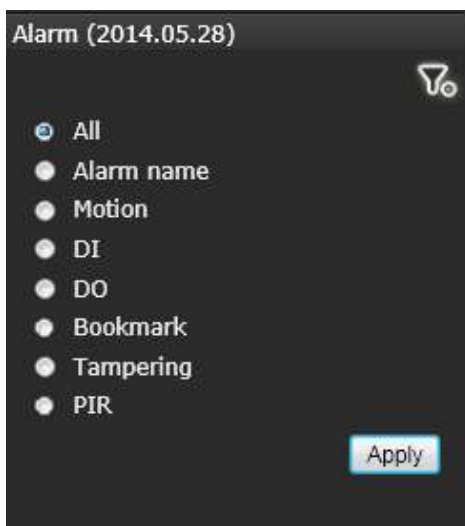 Alarm (2014.05.28)
All
Alarm name
Motion
DI
DO
Bookmark
Tampering
PIR
Apply